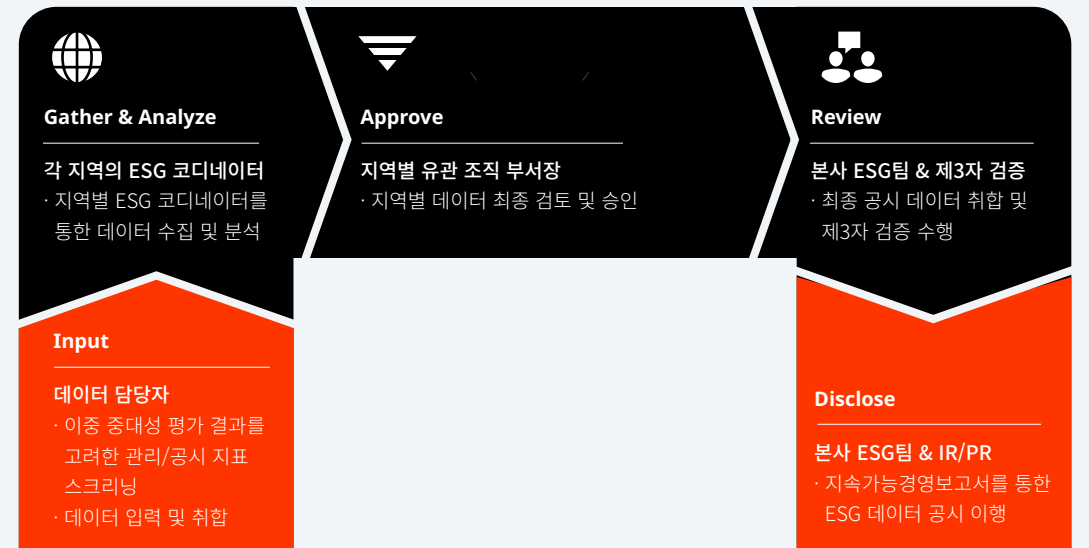 Gather & Analyze
각 지역의 ESG 코디네이터
· 지역별 ESG 코디네이터를
통한 데이터 수집 및 분석
Approve
지역별 유관 조직 부서장
· 지역별 데이터 최종 검토 및 승인
Review
본사 ESG팀 & 제3자 검증
· 최종 공시 데이터 취합 및
제3자 검증 수행
Input
데이터 담당자
· 이중 중대성 평가 결과를
고려한 관리/공시 지표
스크리닝
· 데이터 입력 및 취합
Disclose
본사 ESG팀 & IR/PR
· 지속가능경영보고서를 통한
ESG 데이터 공시 이행